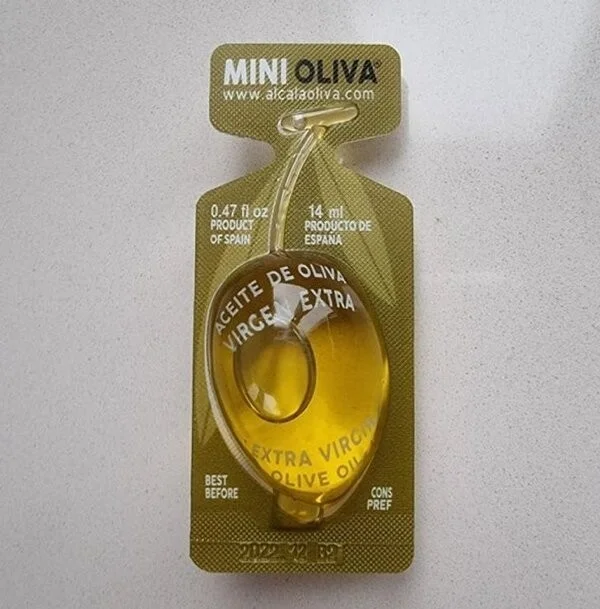 MINI OLIVA®
www.alcalaoliva.com
0.47 fl oz
PRODUCT
OF SPAIN
14 ml
PRODUCTO DE
ESPAÑA
ACEITE DE OLIVA
VIRGEN EXTRA
EXTRA VIRGIN
OLIVE OIL
BEST
BEFORE
CONS
PREF